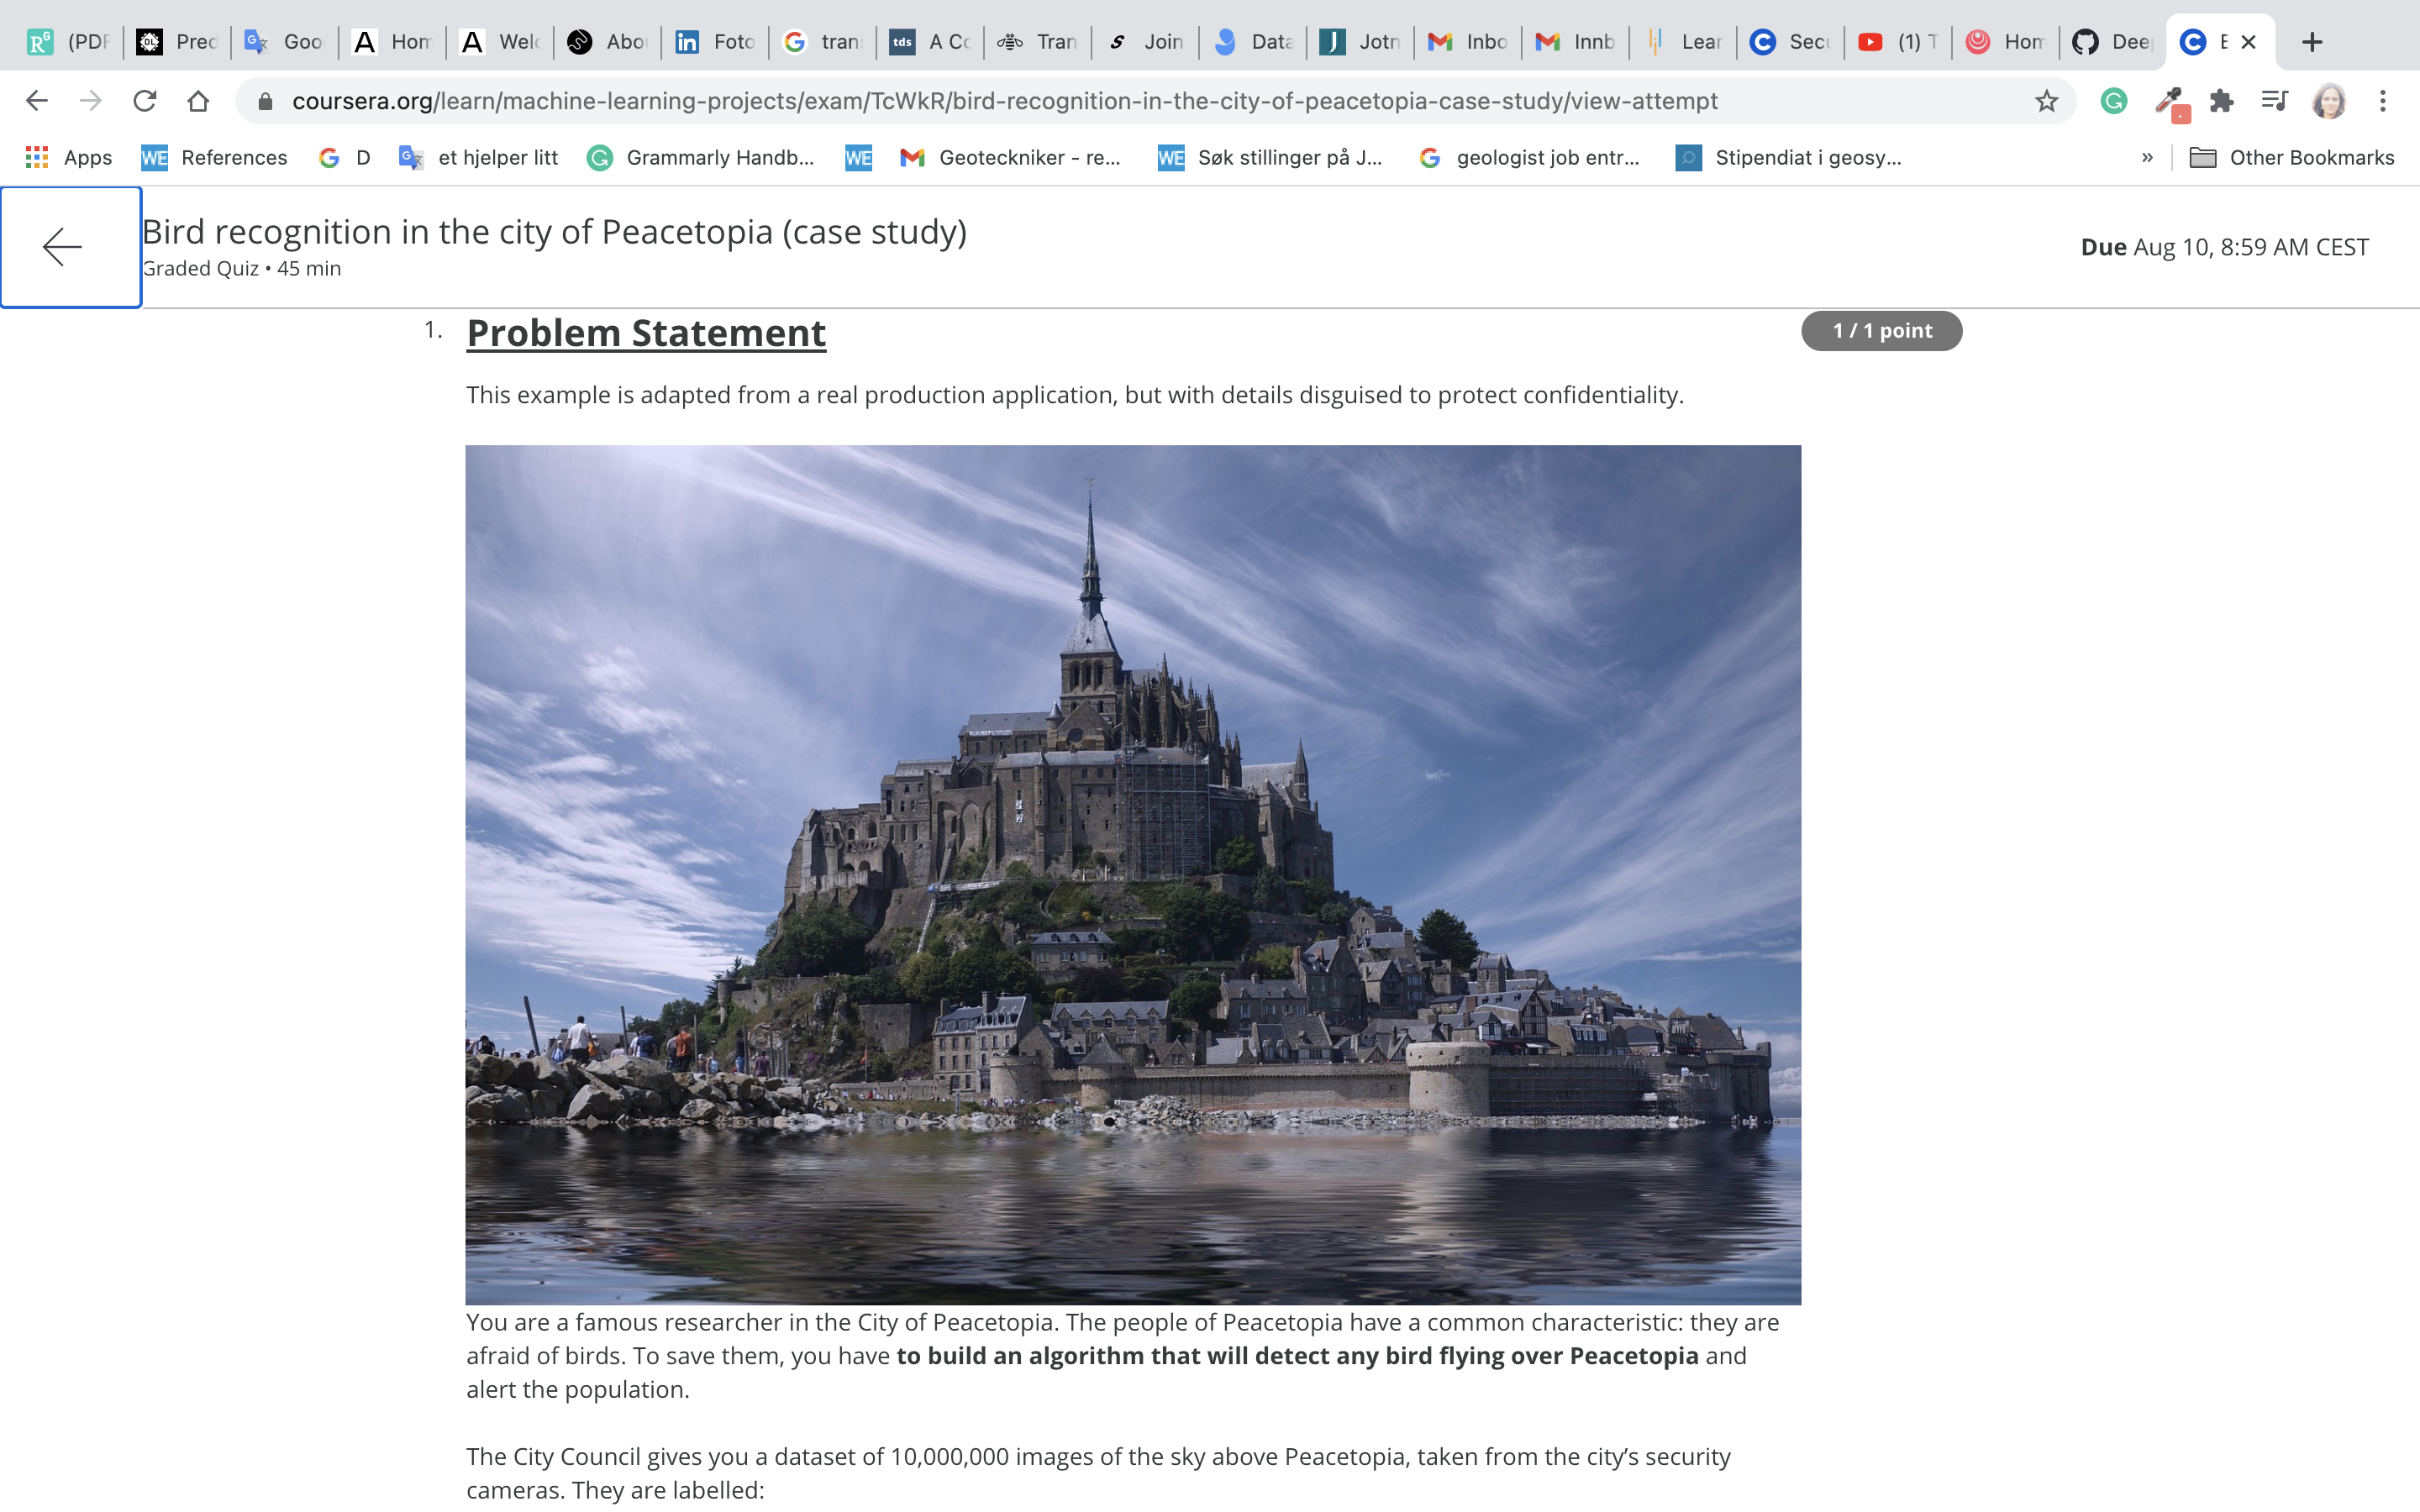 (PDF Pred Goo Hom Welc Abo Foto tran A Co Tran Join Data Jotn Inbo Innb Lear Secu (1) T Hom Deep
coursera.org/learn/machine-learning-projects/exam/TcWkR/bird-recognition-in-the-city-of-peacetopia-case-study/view-attempt
Apps WE References D et hjelper litt Grammarly Handb... WE Geoteckniker - re... WE Søk stillinger på J... geologist job entr... Stipendiat i geosy... » Other Bookmarks
Bird recognition in the city of Peacetopia (case study)
Graded Quiz • 45 min
Due Aug 10, 8:59 AM CEST
1. Problem Statement
1 / 1 point
This example is adapted from a real production application, but with details disguised to protect confidentiality.
You are a famous researcher in the City of Peacetopia. The people of Peacetopia have a common characteristic: they are
afraid of birds. To save them, you have to build an algorithm that will detect any bird flying over Peacetopia and
alert the population.
The City Council gives you a dataset of 10,000,000 images of the sky above Peacetopia, taken from the city’s security
cameras. They are labelled: